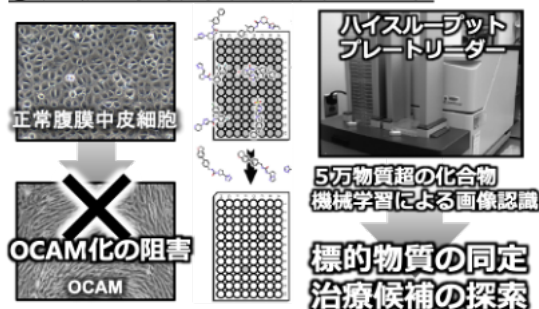 正常腹膜中皮細胞
OCAM化の阻害
OCAM
ハイスループット
プレートリーダー
5万物質超の化合物
機械学習による画像認識
標的物質の同定
治療候補の探索